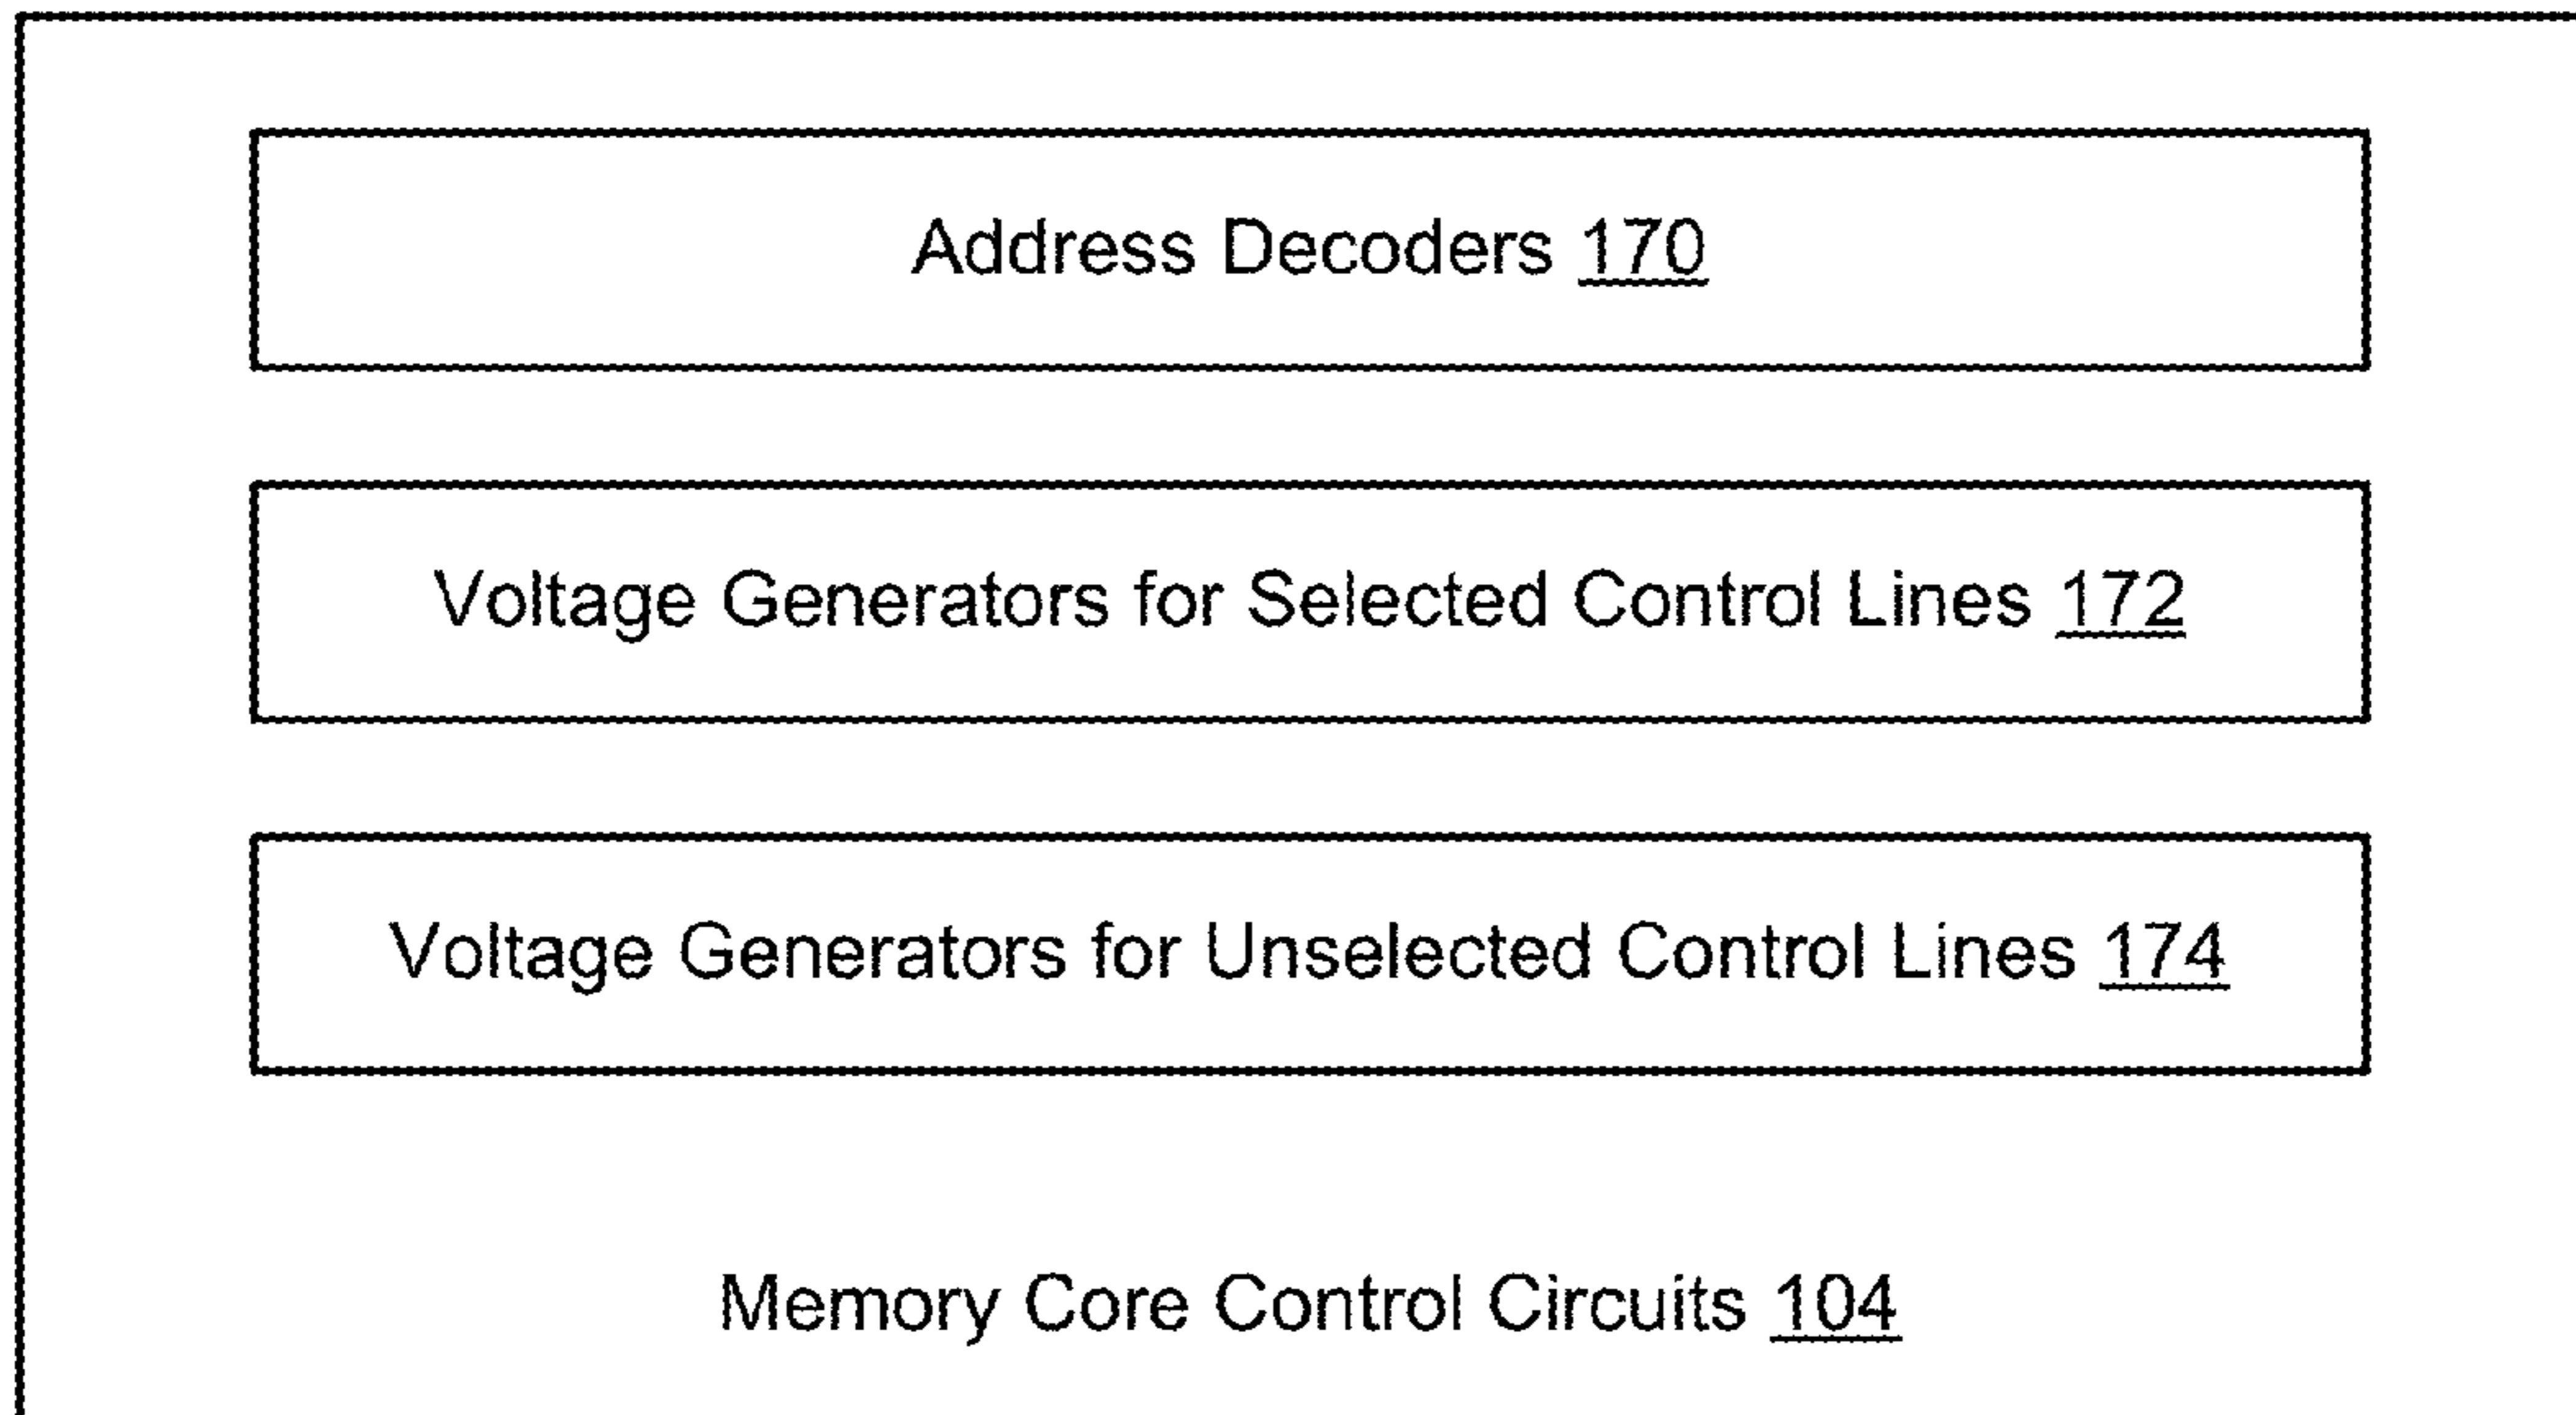 Address Decoders 170
Voltage Generators for Selected Control Lines 172
Voltage Generators for Unselected Control Lines 174
Memory Core Control Circuits 104